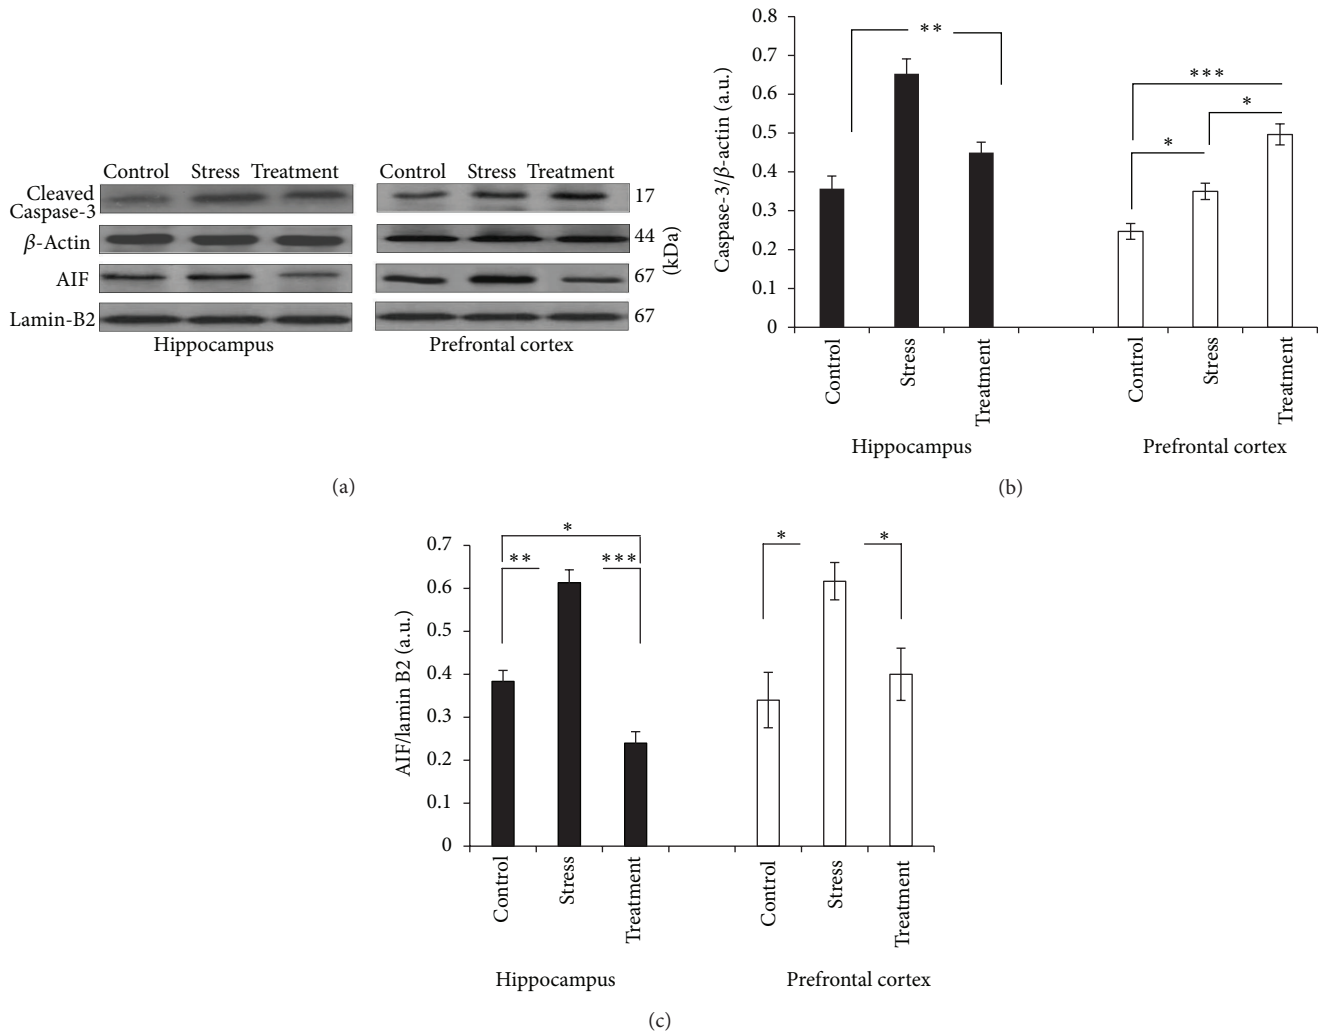 Control Stress Treatment
Control Stress Treatment
Cleaved
Caspase-3
17
β-Actin
44
AIF
67
Lamin-B2
67
(kDa)
Hippocampus
Prefrontal cortex
(a)
Caspase-3/β-actin (a.u.)
0.8
0.7
0.6
0.5
0.4
0.3
0.2
0.1
0
**
***
*
*
Control
Stress
Treatment
Control
Stress
Treatment
Hippocampus
Prefrontal cortex
(b)
AIF/lamin B2 (a.u.)
0.7
0.6
0.5
0.4
0.3
0.2
0.1
0
*
**
***
*
*
Control
Stress
Treatment
Control
Stress
Treatment
Hippocampus
Prefrontal cortex
(c)